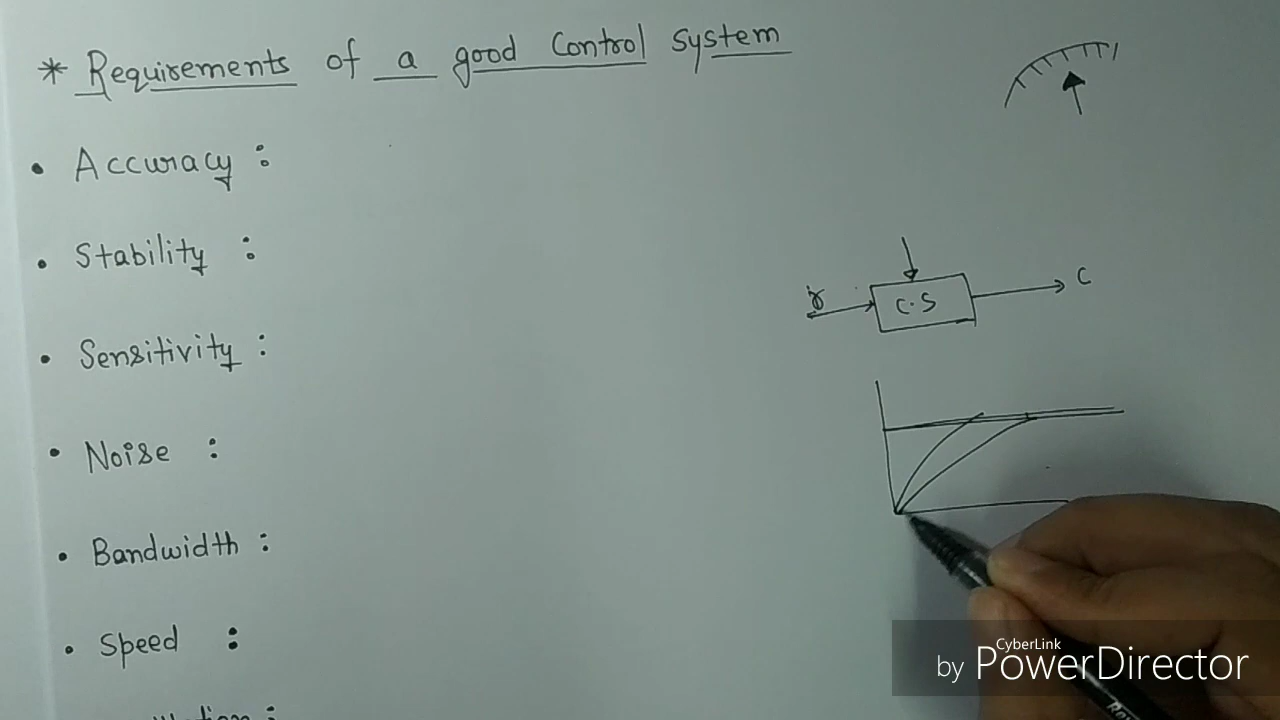 * Requirements of a good Control system
• Accuracy :
• Stability :
• Sensitivity :
• Noise :
• Bandwidth :
• Speed :
r
C.S
C
CyberLink
by PowerDirector